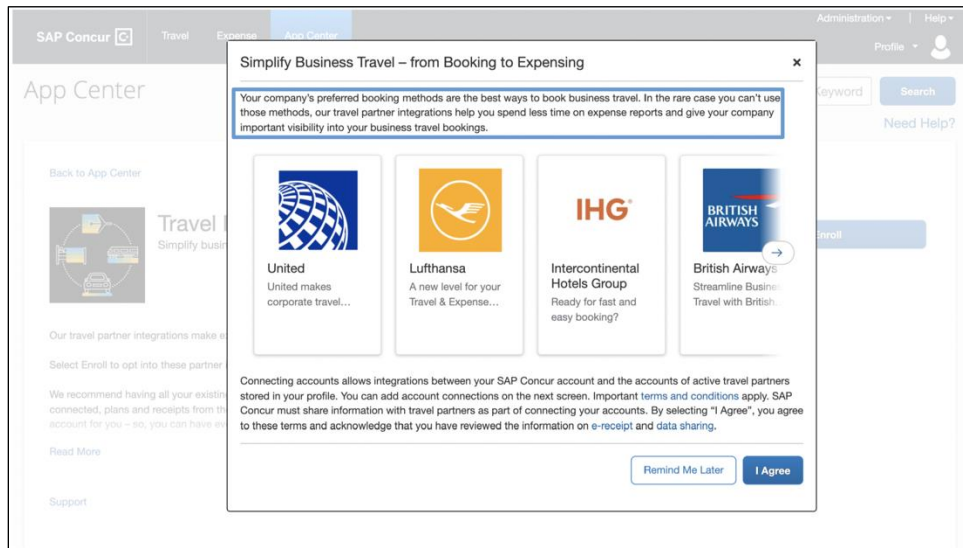 Administration | Help
SAP Concur C Travel Expense App Center
Profile
Simplify Business Travel – from Booking to Expensing ×
App Center
Keyword Search
Need Help?
Your company's preferred booking methods are the best ways to book business travel. In the rare case you can't use
those methods, our travel partner integrations help you spend less time on expense reports and give your company
important visibility into your business travel bookings.
Back to App Center
Travel
Simplify busin
Enroll
IHG
BRITISH
AIRWAYS
United
United makes
corporate travel...
Lufthansa
A new level for your
Travel & Expense...
Intercontinental
Hotels Group
Ready for fast and
easy booking?
British Airways
Streamline Busine
Travel with British
Our travel partner integrations make e
Select Enroll to opt into these partner
We recommend having all your existin
connected, plans and receipts from th
account for you – so, you can have ev
Read More
Support
Connecting accounts allows integrations between your SAP Concur account and the accounts of active travel partners
stored in your profile. You can add account connections on the next screen. Important terms and conditions apply. SAP
Concur must share information with travel partners as part of connecting your accounts. By selecting "I Agree", you agree
to these terms and acknowledge that you have reviewed the information on e-receipt and data sharing.
Remind Me Later I Agree